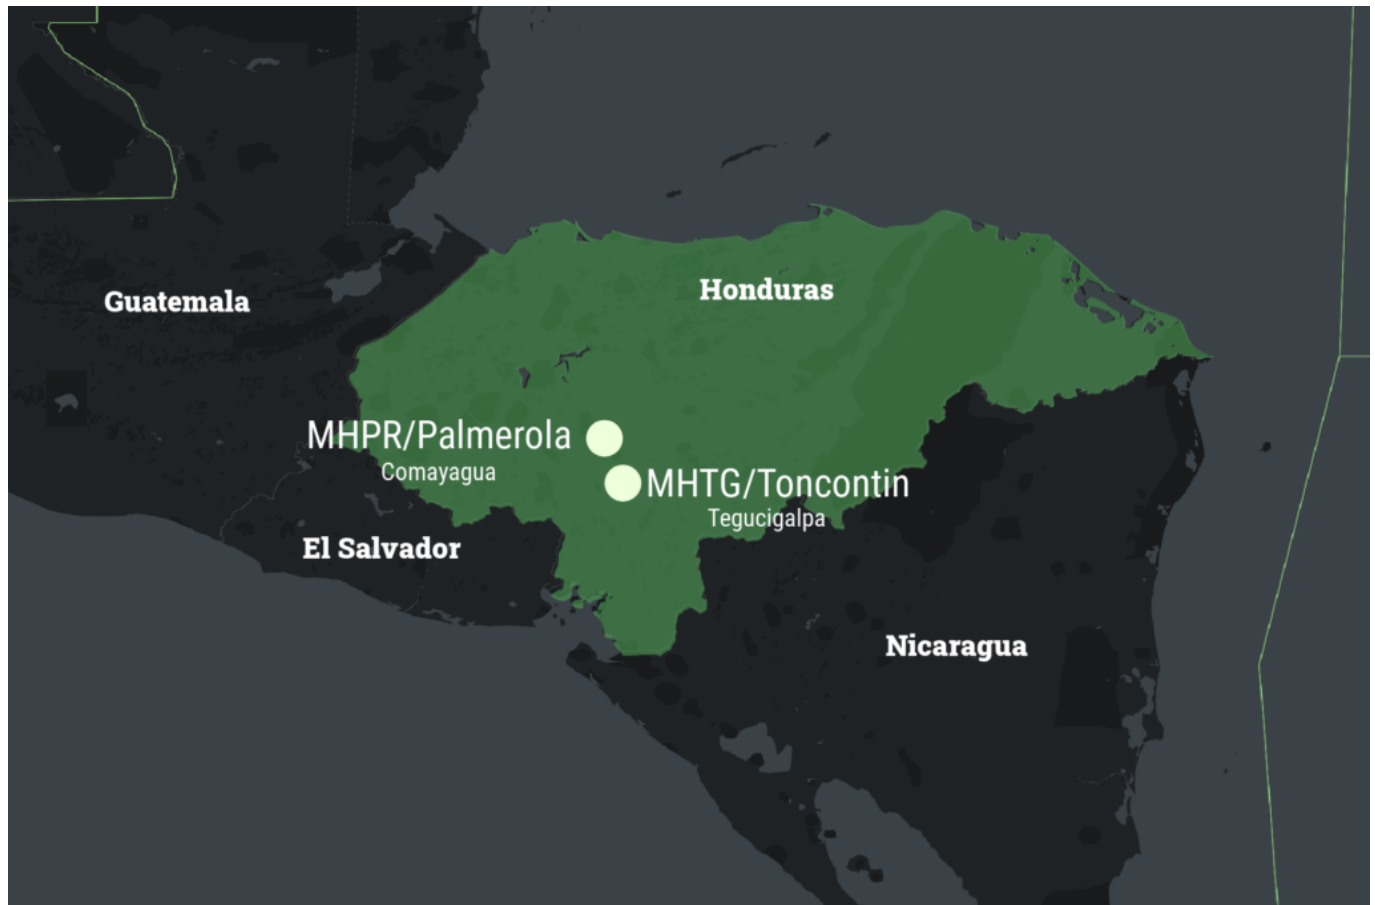 Honduras
Guatemala
MHPR/Palmerola
Comayagua
MHTG/Toncontin
Tegucigalpa
El Salvador
Nicaragua